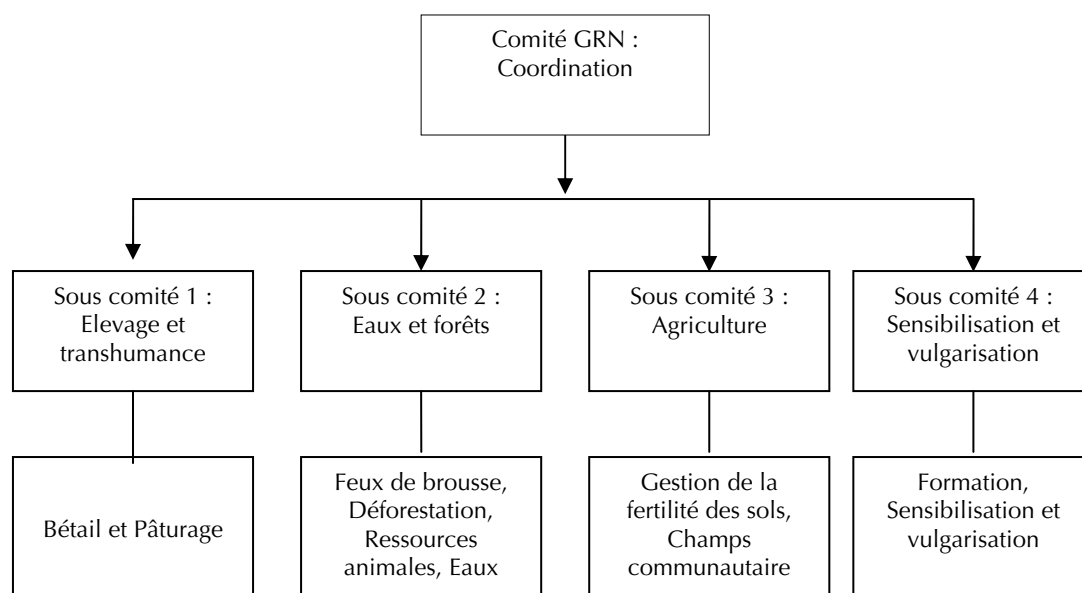 Comité GRN :
Coordination
Sous comité 1 :
Elevage et
transhumance
Sous comité 2 :
Eaux et forêts
Sous comité 3 :
Agriculture
Sous comité 4 :
Sensibilisation et
vulgarisation
Bétail et Pâturage
Feux de brousse,
Déforestation,
Ressources
animales, Eaux
Gestion de la
fertilité des sols,
Champs
communautaire
Formation,
Sensibilisation et
vulgarisation